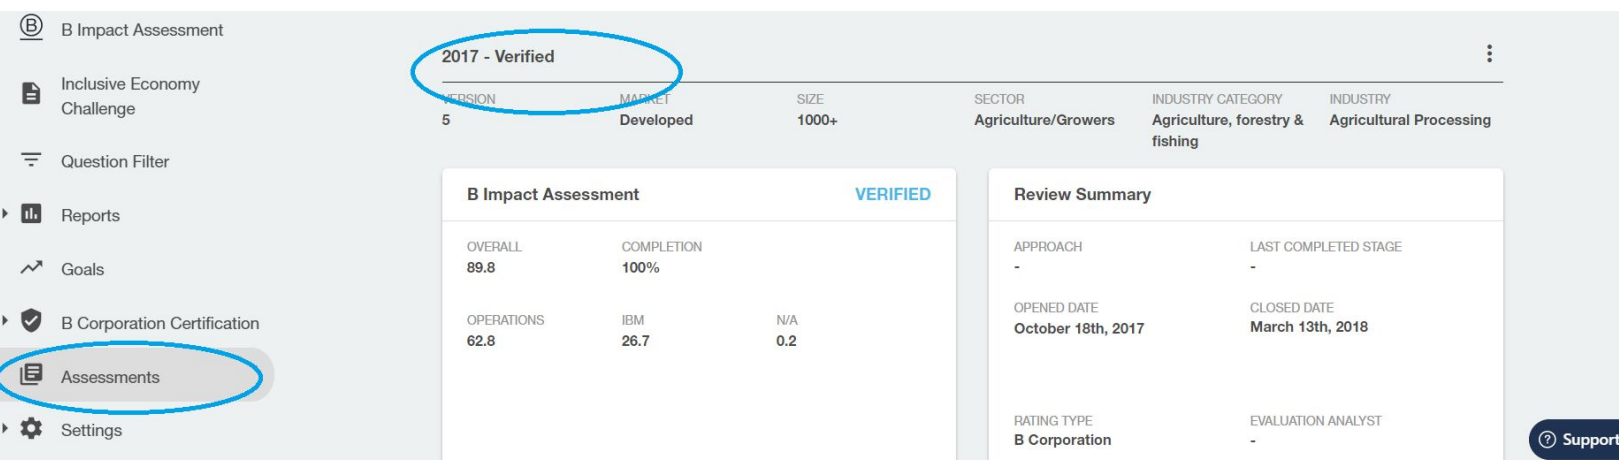 B Impact Assessment
Inclusive Economy
Challenge
Question Filter
Reports
Goals
B Corporation Certification
Assessments
Settings
2017 - Verified
VERSION MARKET SIZE SECTOR INDUSTRY CATEGORY INDUSTRY
5 Developed 1000+ Agriculture/Growers Agriculture, forestry & Agricultural Processing
fishing
B Impact Assessment VERIFIED
OVERALL COMPLETION
89.8 100%
OPERATIONS IBM N/A
62.8 26.7 0.2
Review Summary
APPROACH LAST COMPLETED STAGE
- -
OPENED DATE CLOSED DATE
October 18th, 2017 March 13th, 2018
RATING TYPE EVALUATION ANALYST
B Corporation -
Support